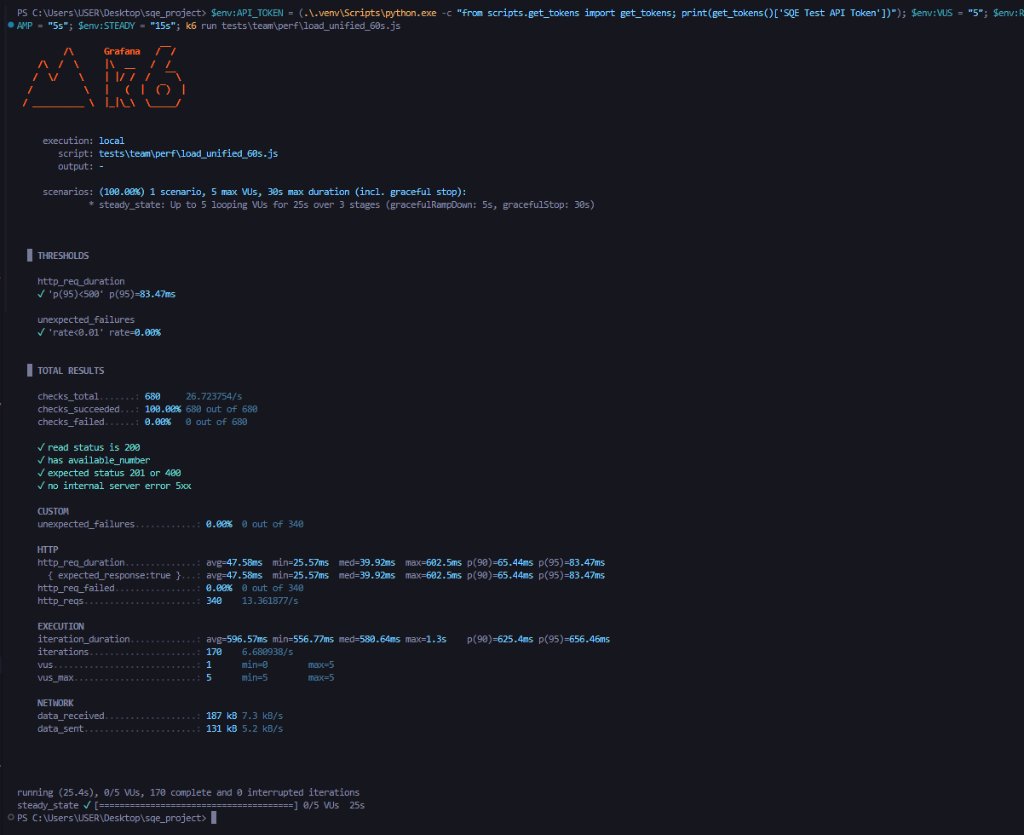 PS C:\Users\USER\Desktop\sqe_project> $env:API_TOKEN = (.\.venv\Scripts\python.exe -c "from scripts.get_tokens import get_tokens; print(get_tokens()['SQE Test API Token'])"); $env:VUS = "5"; $env:R
AMP = "5s"; $env:STEADY = "15s"; k6 run tests\team\perf\load_unified_60s.js
Grafana
execution: local
script: tests\team\perf\load_unified_60s.js
output: -
scenarios: (100.00%) 1 scenario, 5 max VUs, 30s max duration (incl. graceful stop):
* steady_state: Up to 5 looping VUs for 25s over 3 stages (gracefulRampDown: 5s, gracefulStop: 30s)
THRESHOLDS
http_req_duration
✓ 'p(95)<500' p(95)=83.47ms
unexpected_failures
✓ 'rate<0.01' rate=0.00%
TOTAL RESULTS
checks_total.......: 680 26.723754/s
checks_succeeded...: 100.00% 680 out of 680
checks_failed......: 0.00% 0 out of 680
✓ read status is 200
✓ has available_number
✓ expected status 201 or 400
✓ no internal server error 5xx
CUSTOM
unexpected_failures............: 0.00% 0 out of 340
HTTP
http_req_duration..............: avg=47.58ms min=25.57ms med=39.92ms max=602.5ms p(90)=65.44ms p(95)=83.47ms
{ expected_response:true }...: avg=47.58ms min=25.57ms med=39.92ms max=602.5ms p(90)=65.44ms p(95)=83.47ms
http_req_failed................: 0.00% 0 out of 340
http_reqs......................: 340 13.361877/s
EXECUTION
iteration_duration.............: avg=596.57ms min=556.77ms med=580.64ms max=1.3s p(90)=625.4ms p(95)=656.46ms
iterations.....................: 170 6.680938/s
vus............................: 1 min=0 max=5
vus_max........................: 5 min=5 max=5
NETWORK
data_received..................: 187 kB 7.3 kB/s
data_sent......................: 131 kB 5.2 kB/s
running (25.4s), 0/5 VUs, 170 complete and 0 interrupted iterations
steady_state ✓ [======================================] 0/5 VUs 25s
PS C:\Users\USER\Desktop\sqe_project>